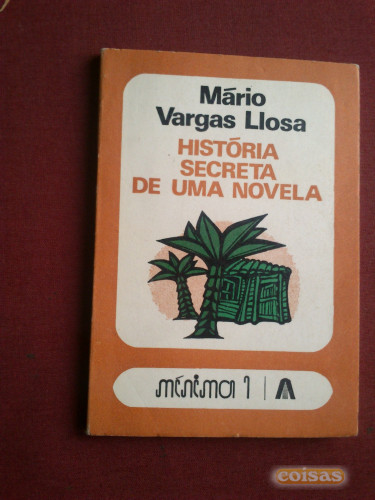 Mário
Vargas Llosa
HISTÓRIA
SECRETA
DE UMA NOVELA
mínima 1
coisas